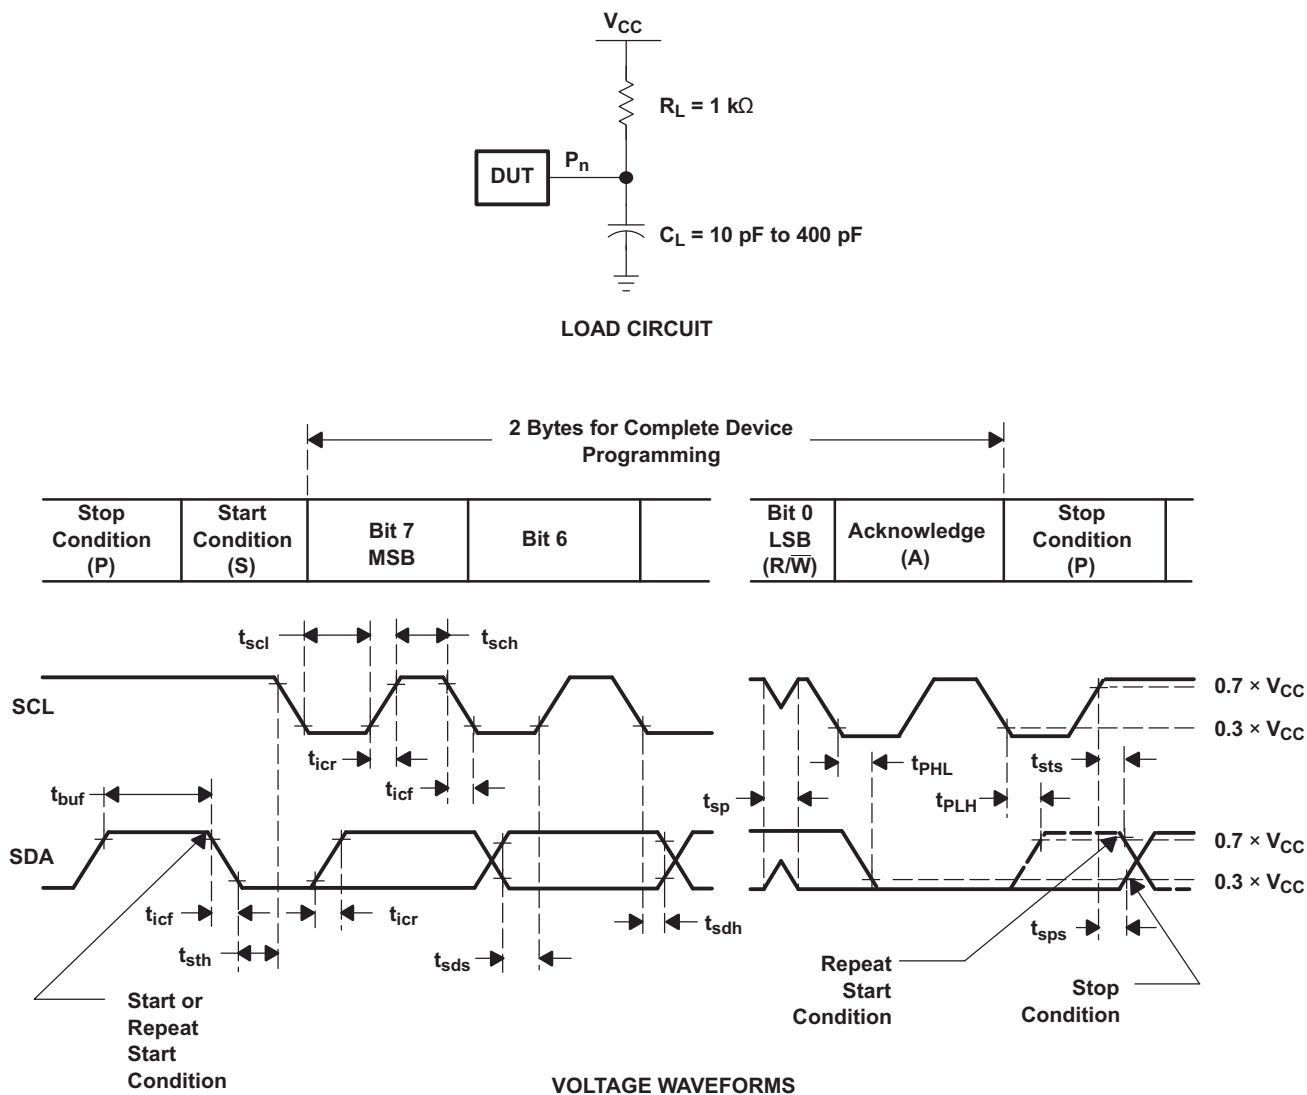 VCC
RL = 1 kΩ
DUT
Pn
CL = 10 pF to 400 pF
LOAD CIRCUIT
2 Bytes for Complete Device
Programming
Stop
Condition
(P)
Start
Condition
(S)
Bit 7
MSB
Bit 6
Bit 0
LSB
(R/W̅)
Acknowledge
(A)
Stop
Condition
(P)
tscl
tsch
SCL
0.7 × VCC
0.3 × VCC
ticr
ticf
tPHL
tsts
tbuf
tsp
tPLH
SDA
0.7 × VCC
0.3 × VCC
ticf
ticr
tsdh
tsps
tsth
tsds
Start or
Repeat
Start
Condition
Repeat
Start
Condition
Stop
Condition
VOLTAGE WAVEFORMS